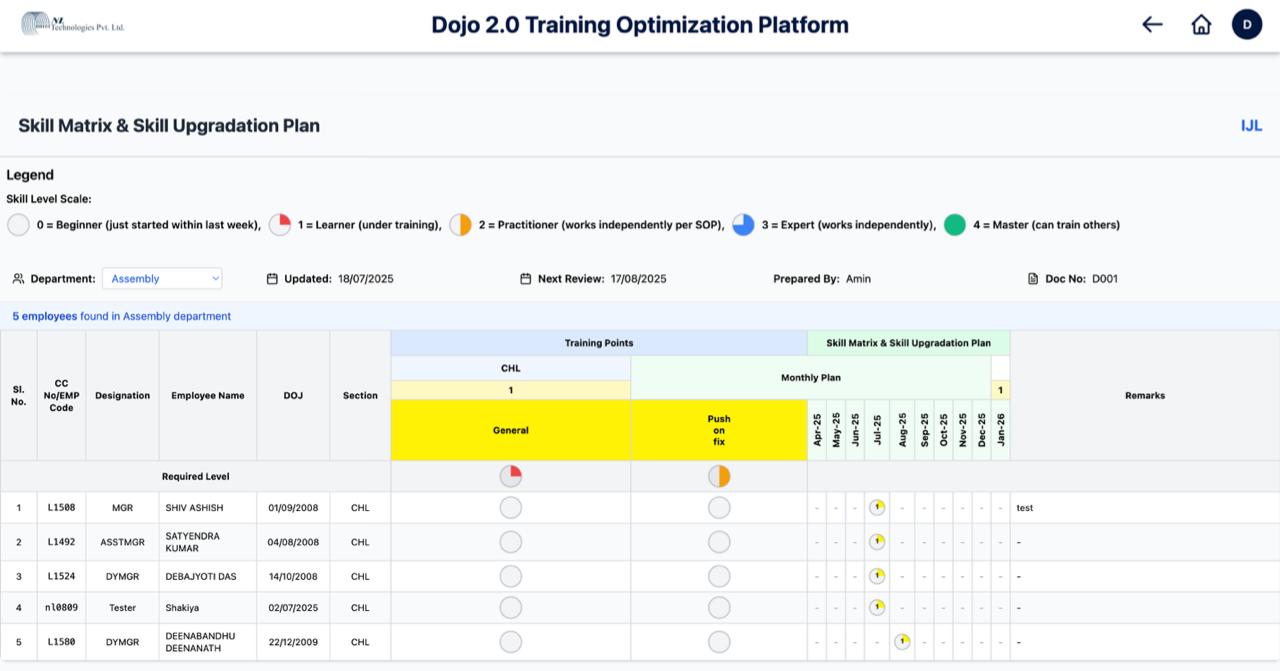 NL Technologies Pvt. Ltd.
Dojo 2.0 Training Optimization Platform
D
Skill Matrix & Skill Upgradation Plan
IJL
Legend
Skill Level Scale:
0 = Beginner (just started within last week), 1 = Learner (under training), 2 = Practitioner (works independently per SOP), 3 = Expert (works independently), 4 = Master (can train others)
Department: Assembly Updated: 18/07/2025 Next Review: 17/08/2025 Prepared By: Amin Doc No: D001
5 employees found in Assembly department
Training Points Skill Matrix & Skill Upgradation Plan
CHL Monthly Plan
1 1
Sl. No. CC No/EMP Code Designation Employee Name DOJ Section General Push on fix Apr-25 May-25 Jun-25 Jul-25 Aug-25 Sep-25 Oct-25 Nov-25 Dec-25 Jan-26 Remarks
Required Level
1 L1508 MGR SHIV ASHISH 01/09/2008 CHL - - - 1 - - - - - - test
2 L1492 ASSTMGR SATYENDRA KUMAR 04/08/2008 CHL - - - 1 - - - - - - -
3 L1524 DYMGR DEBAJYOTI DAS 14/10/2008 CHL - - - 1 - - - - - - -
4 nl0809 Tester Shakiya 02/07/2025 CHL - - - 1 - - - - - - -
5 L1580 DYMGR DEENABANDHU DEENANATH 22/12/2009 CHL - - - - 1 - - - - - -